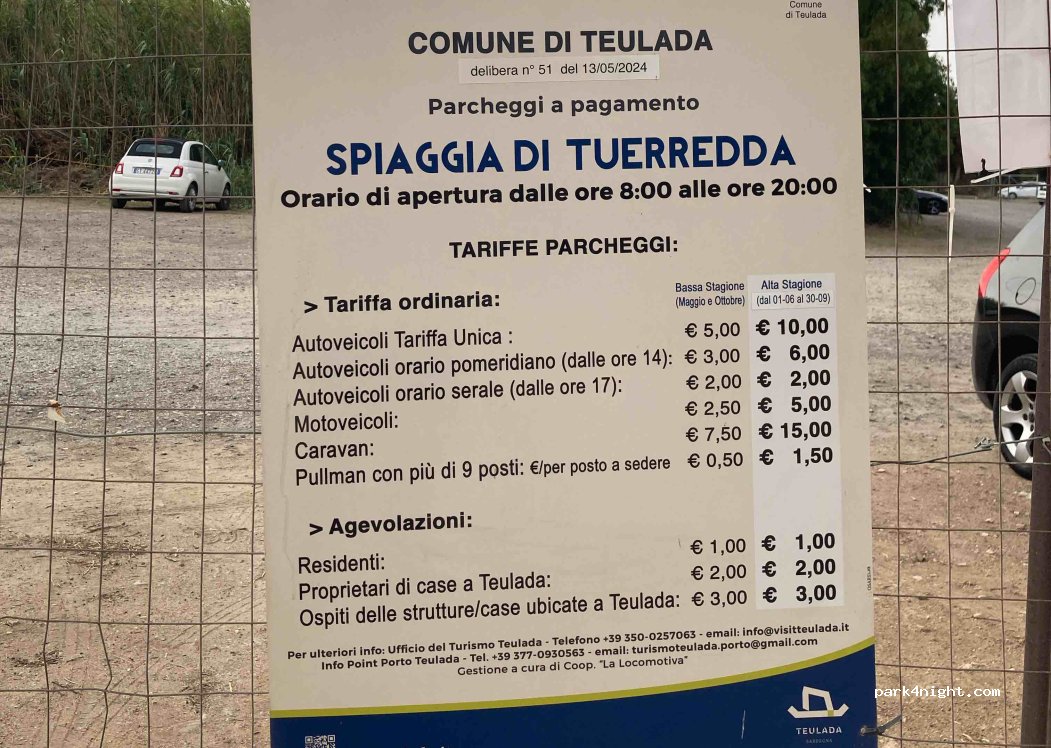 Comune
di Teulada
COMUNE DI TEULADA
delibera n° 51 del 13/05/2024
Parcheggi a pagamento
SPIAGGIA DI TUERREDDA
Orario di apertura dalle ore 8:00 alle ore 20:00
TARIFFE PARCHEGGI:
> Tariffa ordinaria: Bassa Stagione (Maggio e Ottobre) Alta Stagione (dal 01-06 al 30-09)
Autoveicoli Tariffa Unica : € 5,00 € 10,00
Autoveicoli orario pomeridiano (dalle ore 14): € 3,00 € 6,00
Autoveicoli orario serale (dalle ore 17): € 2,00 € 2,00
Motoveicoli: € 2,50 € 5,00
Caravan: € 7,50 € 15,00
Pullman con più di 9 posti: €/per posto a sedere € 0,50 € 1,50
> Agevolazioni:
Residenti: € 1,00 € 1,00
Proprietari di case a Teulada: € 2,00 € 2,00
Ospiti delle strutture/case ubicate a Teulada: € 3,00 € 3,00
Per ulteriori info: Ufficio del Turismo Teulada - Telefono +39 350-0257063 - email: info@visitteulada.it
Info Point Porto Teulada - Tel. +39 377-0930563 - email: turismoteulada.porto@gmail.com
Gestione a cura di Coop. "La Locomotiva"
park4night.com
TEULADA
SARDEGNA